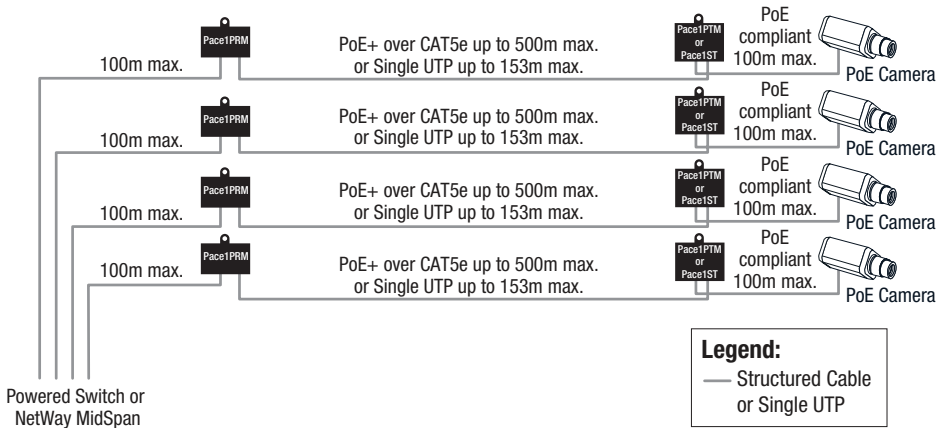 Pace1PRM
100m max.
PoE+ over CAT5e up to 500m max.
or Single UTP up to 153m max.
Pace1PTM
or
Pace1ST
PoE
compliant
100m max.
PoE Camera
Pace1PRM
100m max.
PoE+ over CAT5e up to 500m max.
or Single UTP up to 153m max.
Pace1PTM
or
Pace1ST
PoE
compliant
100m max.
PoE Camera
Pace1PRM
100m max.
PoE+ over CAT5e up to 500m max.
or Single UTP up to 153m max.
Pace1PTM
or
Pace1ST
PoE
compliant
100m max.
PoE Camera
Pace1PRM
100m max.
PoE+ over CAT5e up to 500m max.
or Single UTP up to 153m max.
Pace1PTM
or
Pace1ST
PoE
compliant
100m max.
PoE Camera
Powered Switch or
NetWay MidSpan
Legend:
Structured Cable
or Single UTP